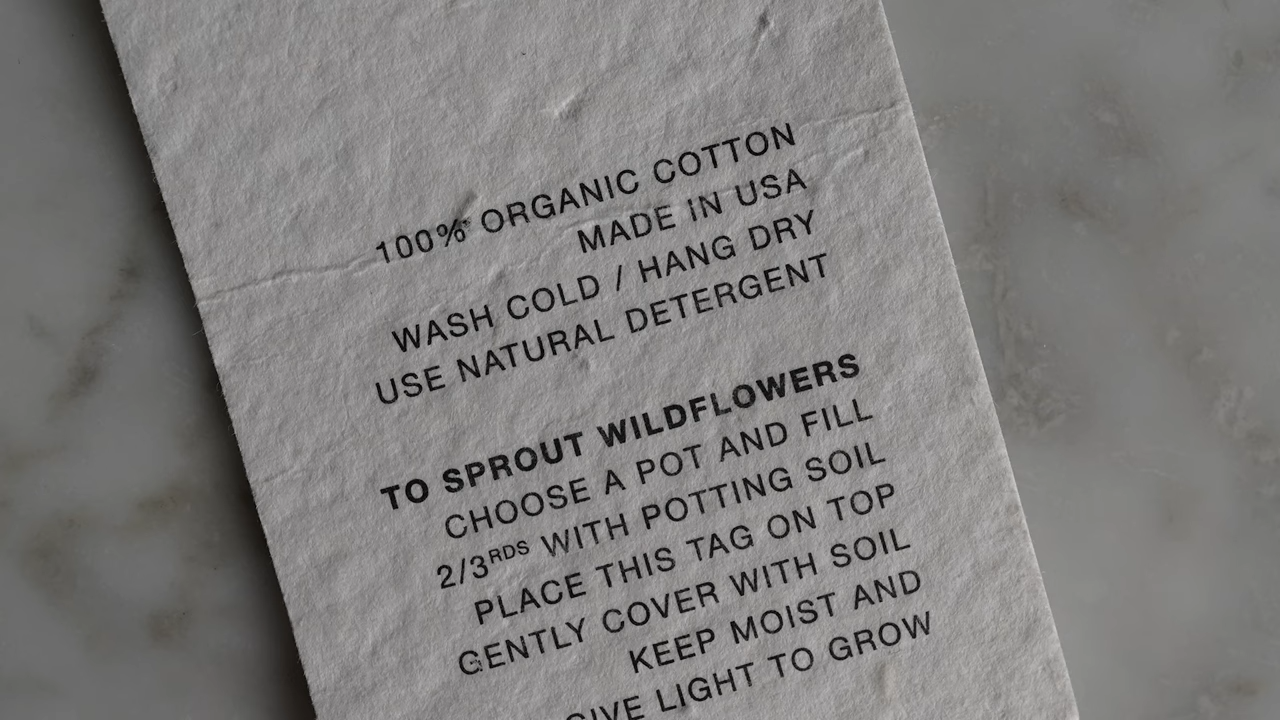 100% ORGANIC COTTON
MADE IN USA
WASH COLD / HANG DRY
USE NATURAL DETERGENT
TO SPROUT WILDFLOWERS
CHOOSE A POT AND FILL
2/3RDS WITH POTTING SOIL
PLACE THIS TAG ON TOP
GENTLY COVER WITH SOIL
KEEP MOIST AND
GIVE LIGHT TO GROW